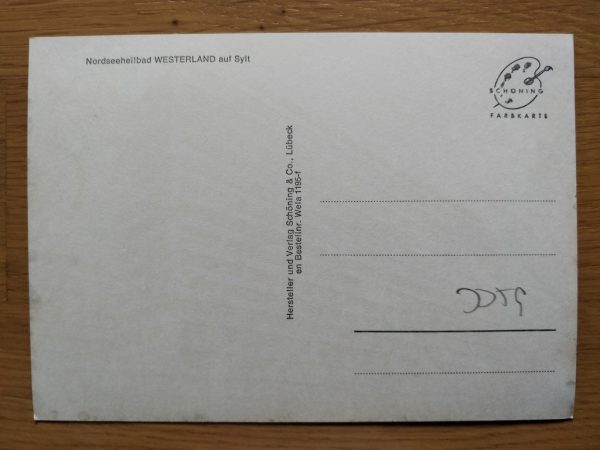 Nordseeheilbad WESTERLAND auf Sylt
SCHÖNING
FARBKARTE
Hersteller und Verlag Schöning & Co., Lübeck
en Bestellnr. Wela 1195-f